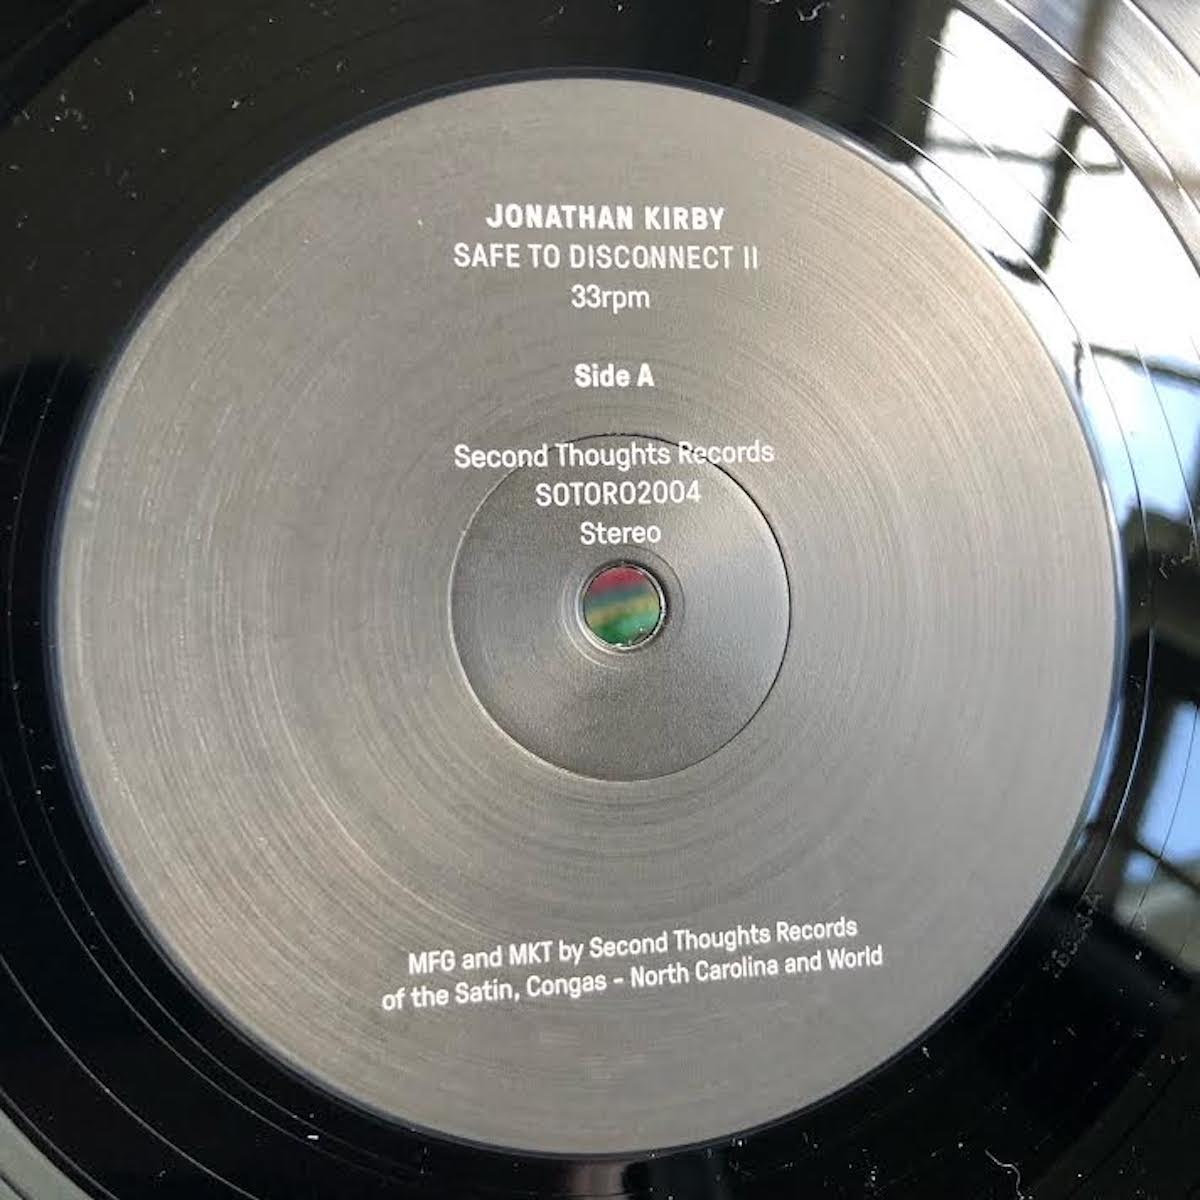 JONATHAN KIRBY
SAFE TO DISCONNECT II
33rpm
Side A
Second Thoughts Records
SOTORO2004
Stereo
MFG and MKT by Second Thoughts Records
of the Satin, Congas - North Carolina and World